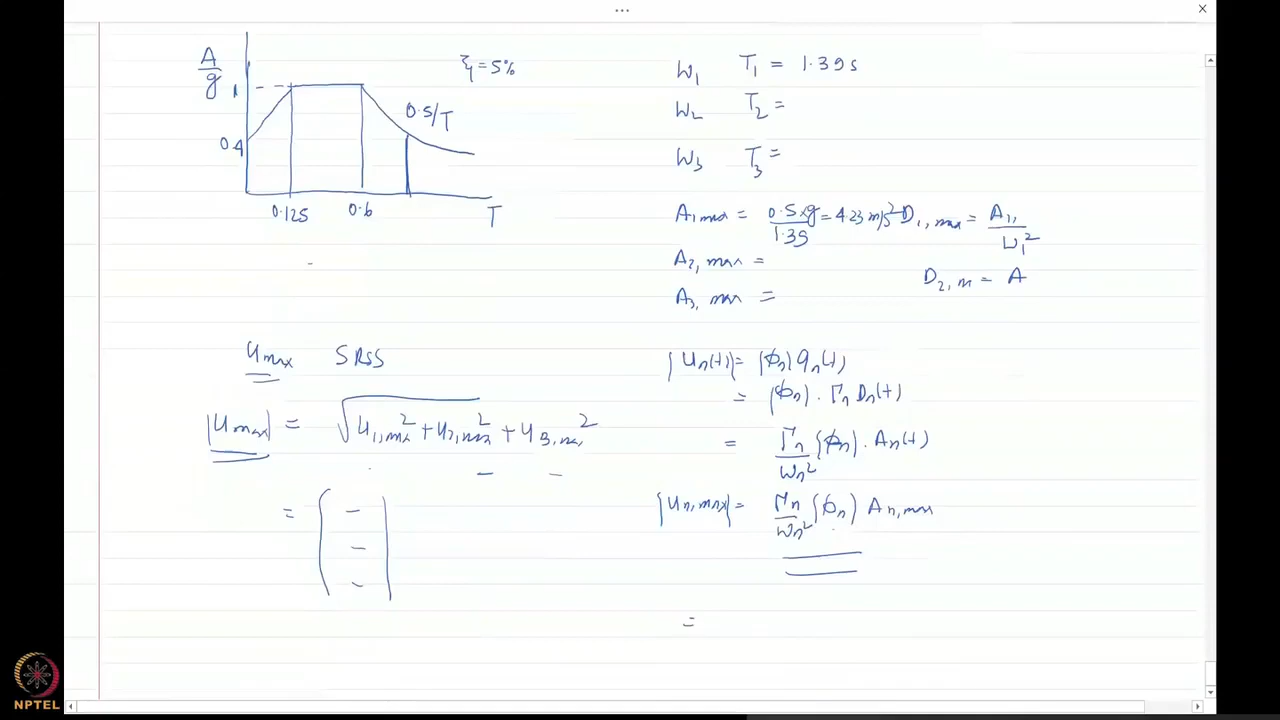 A/g
ξ = 5%
1
0.5/T
0.4
0.125 0.6 T
ω1 T1 = 1.39 s
ω2 T2 =
ω3 T3 =
A1 max = 0.5xg/1.39 = 4.23 m/s² D1, max = A1,/ω1²
A2, max = D2, m = A
A3, max =
umax SRSS
|umax| = √u1,max² + u2,max² + u3,max²
= ( - - - )
|un(t)| = {ϕn} qn(t)
= {ϕn} . Γn Dn(t)
= Γn/ωn² {ϕn} . An(t)
|un,max| = Γn/ωn² {ϕn} An,max
=
NPTEL